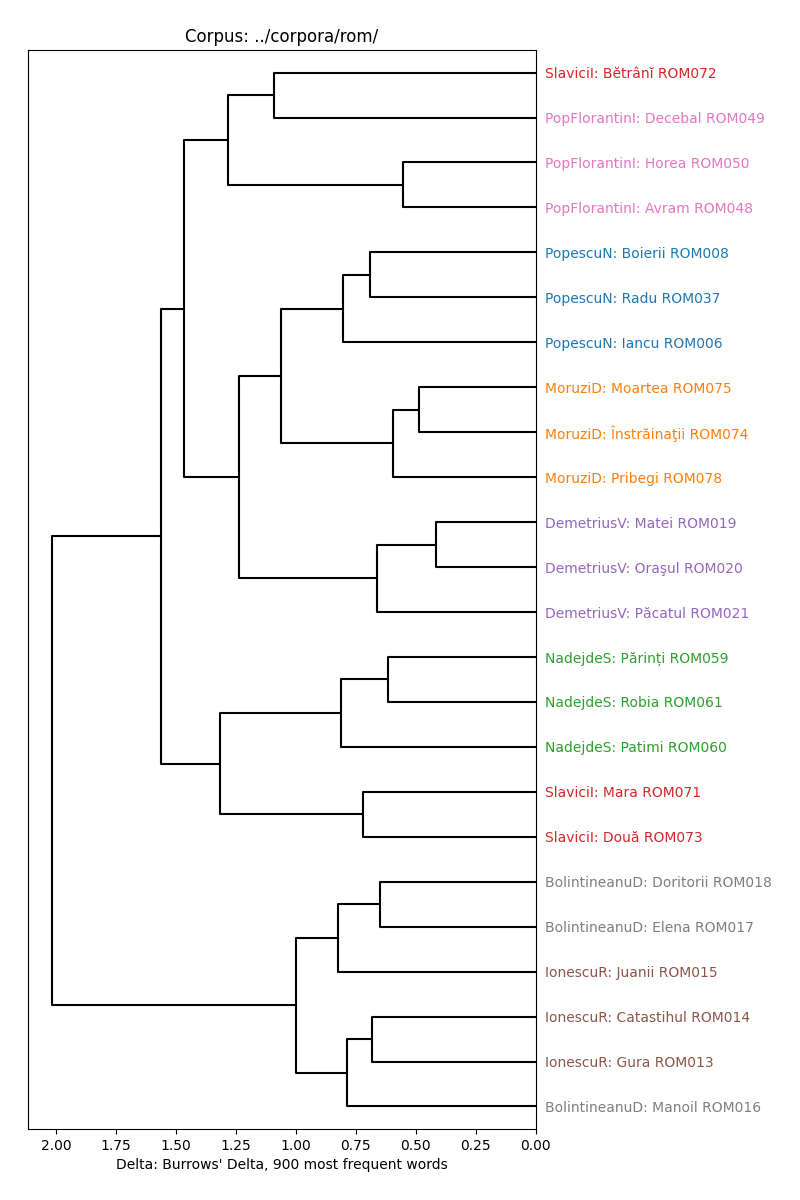 Corpus: ../corpora/rom/
SlaviciI: Bĕtrânĭ ROM072
PopFlorantinI: Decebal ROM049
PopFlorantinI: Horea ROM050
PopFlorantinI: Avram ROM048
PopescuN: Boierii ROM008
PopescuN: Radu ROM037
PopescuN: Iancu ROM006
MoruziD: Moartea ROM075
MoruziD: Înstrăinaţii ROM074
MoruziD: Pribegi ROM078
DemetriusV: Matei ROM019
DemetriusV: Oraşul ROM020
DemetriusV: Păcatul ROM021
NadejdeS: Părinți ROM059
NadejdeS: Robia ROM061
NadejdeS: Patimi ROM060
SlaviciI: Mara ROM071
SlaviciI: Două ROM073
BolintineanuD: Doritorii ROM018
BolintineanuD: Elena ROM017
IonescuR: Juanii ROM015
IonescuR: Catastihul ROM014
IonescuR: Gura ROM013
BolintineanuD: Manoil ROM016
2.00 1.75 1.50 1.25 1.00 0.75 0.50 0.25 0.00
Delta: Burrows' Delta, 900 most frequent words